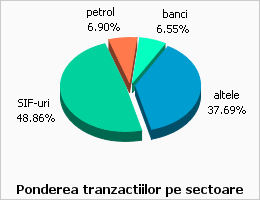 petrol
6.90%
banci
6.55%
SIF-uri
48.86%
altele
37.69%
Ponderea tranzactiilor pe sectoare